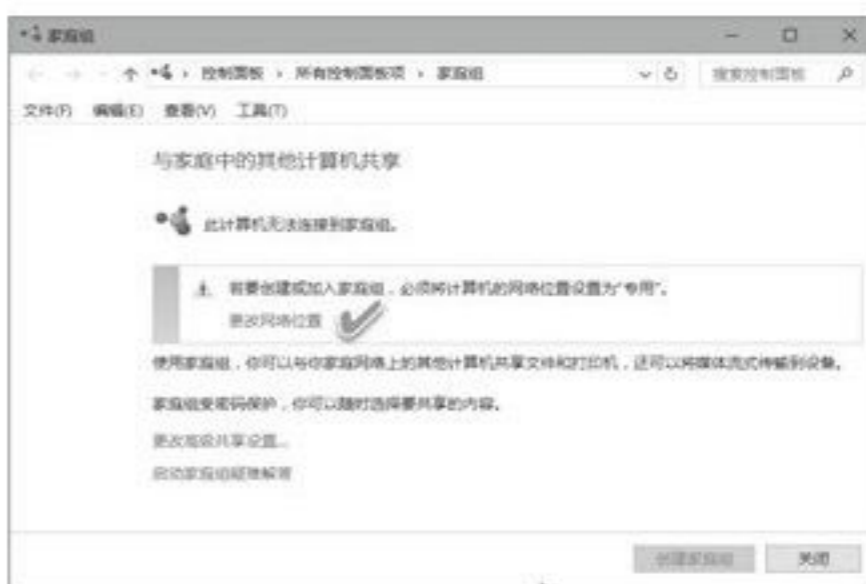 家庭组
控制面板 › 所有控制面板项 › 家庭组 搜索控制面板
文件(F) 编辑(E) 查看(V) 工具(T)
与家庭中的其他计算机共享
此计算机无法连接到家庭组。
若要创建或加入家庭组，必须将计算机的网络位置设置为“专用”。
更改网络位置
使用家庭组，你可以与你家庭网络上的其他计算机共享文件和打印机，还可以将媒体流式传输到设备。
家庭组受密码保护，你可以随时选择要共享的内容。
更改高级共享设置...
启动家庭组疑难解答
创建家庭组 关闭